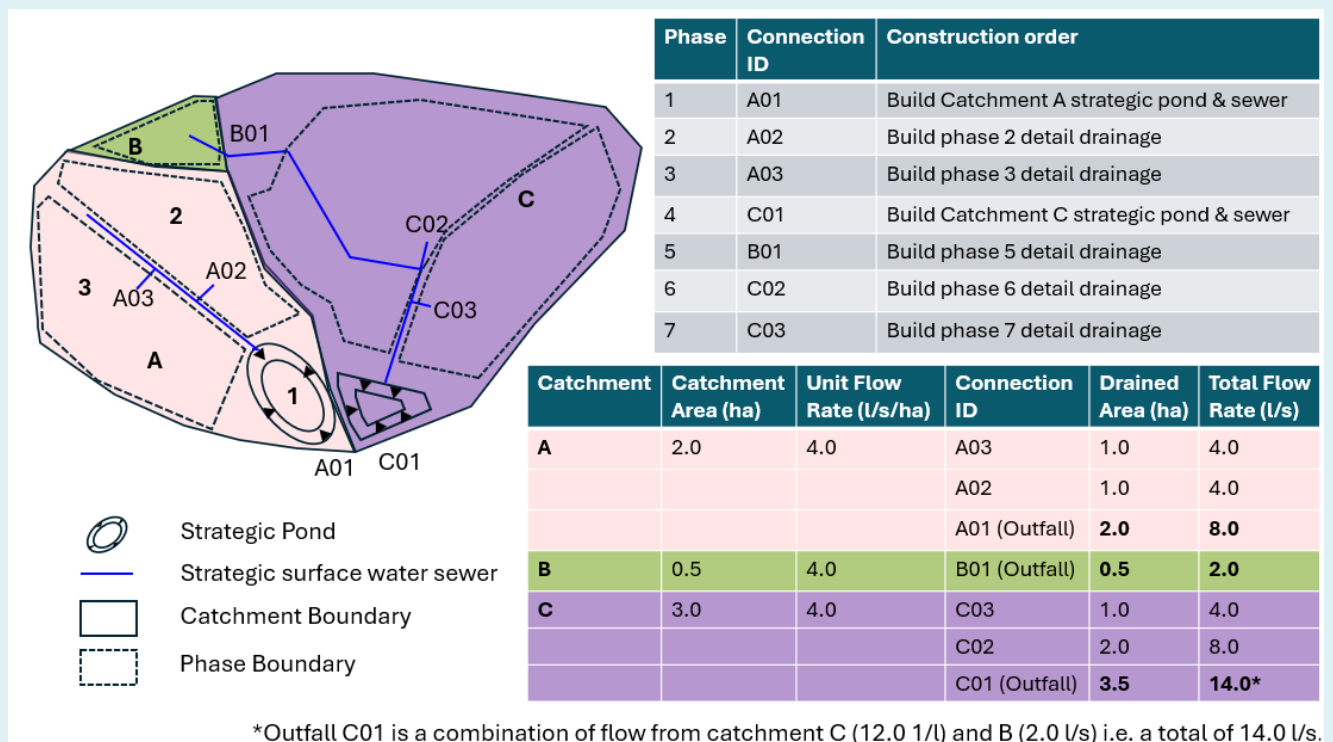 Phase Connection ID Construction order
1 A01 Build Catchment A strategic pond & sewer
2 A02 Build phase 2 detail drainage
3 A03 Build phase 3 detail drainage
4 C01 Build Catchment C strategic pond & sewer
5 B01 Build phase 5 detail drainage
6 C02 Build phase 6 detail drainage
7 C03 Build phase 7 detail drainage
B
B01
2
C
C02
A02
3
A03
C03
A
1
A01
C01
Catchment Catchment Area (ha) Unit Flow Rate (l/s/ha) Connection ID Drained Area (ha) Total Flow Rate (l/s)
A 2.0 4.0 A03 1.0 4.0
A02 1.0 4.0
A01 (Outfall) 2.0 8.0
B 0.5 4.0 B01 (Outfall) 0.5 2.0
C 3.0 4.0 C03 1.0 4.0
C02 2.0 8.0
C01 (Outfall) 3.5 14.0*
Strategic Pond
Strategic surface water sewer
Catchment Boundary
Phase Boundary
*Outfall C01 is a combination of flow from catchment C (12.0 1/l) and B (2.0 l/s) i.e. a total of 14.0 l/s.